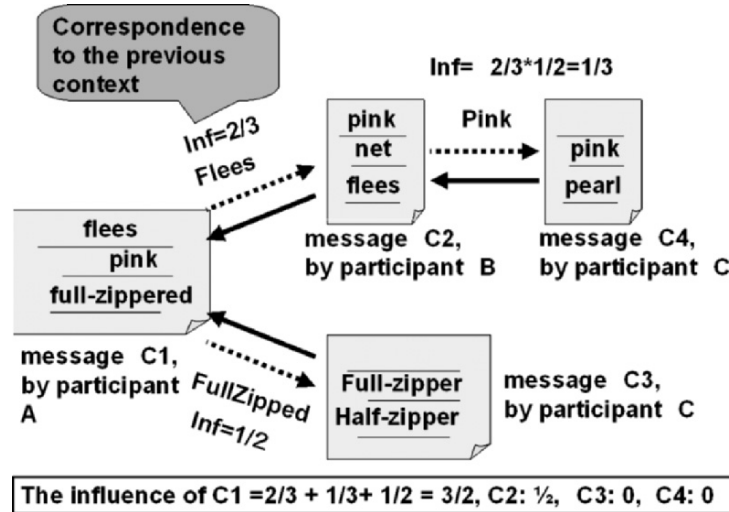 Correspondence
to the previous
context
Inf= 2/3*1/2=1/3
Inf=2/3
Flees
pink
net
flees
Pink
pink
pearl
message C2,
by participant B
message C4,
by participant C
flees
pink
full-zippered
message C1,
by participant
A
FullZipped
Inf=1/2
Full-zipper
Half-zipper
message C3,
by participant C
The influence of C1 =2/3 + 1/3+ 1/2 = 3/2, C2: ½, C3: 0, C4: 0